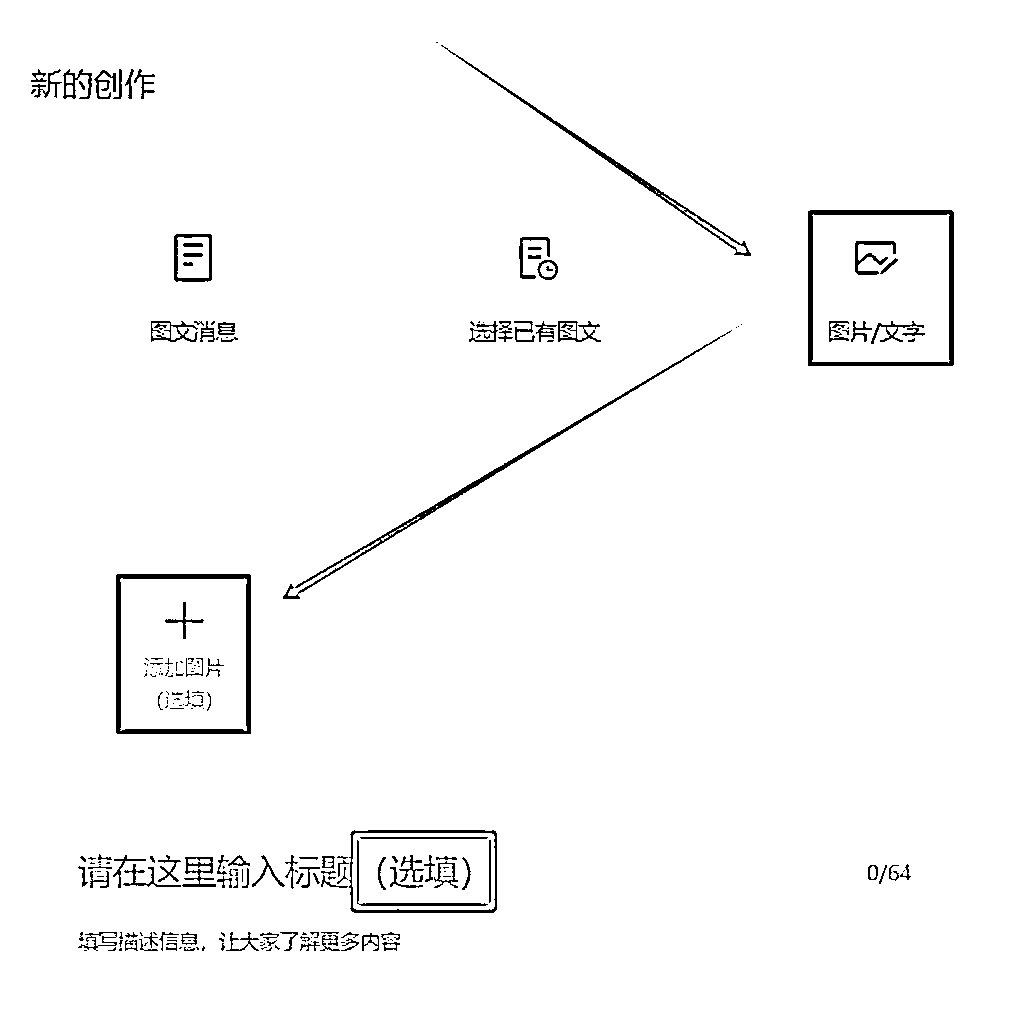 新的创作
图文消息
选择已有图文
图片/文字
添加图片
(选填)
请在这里输入标题 (选填)
0/64
填写描述信息, 让大家了解更多内容